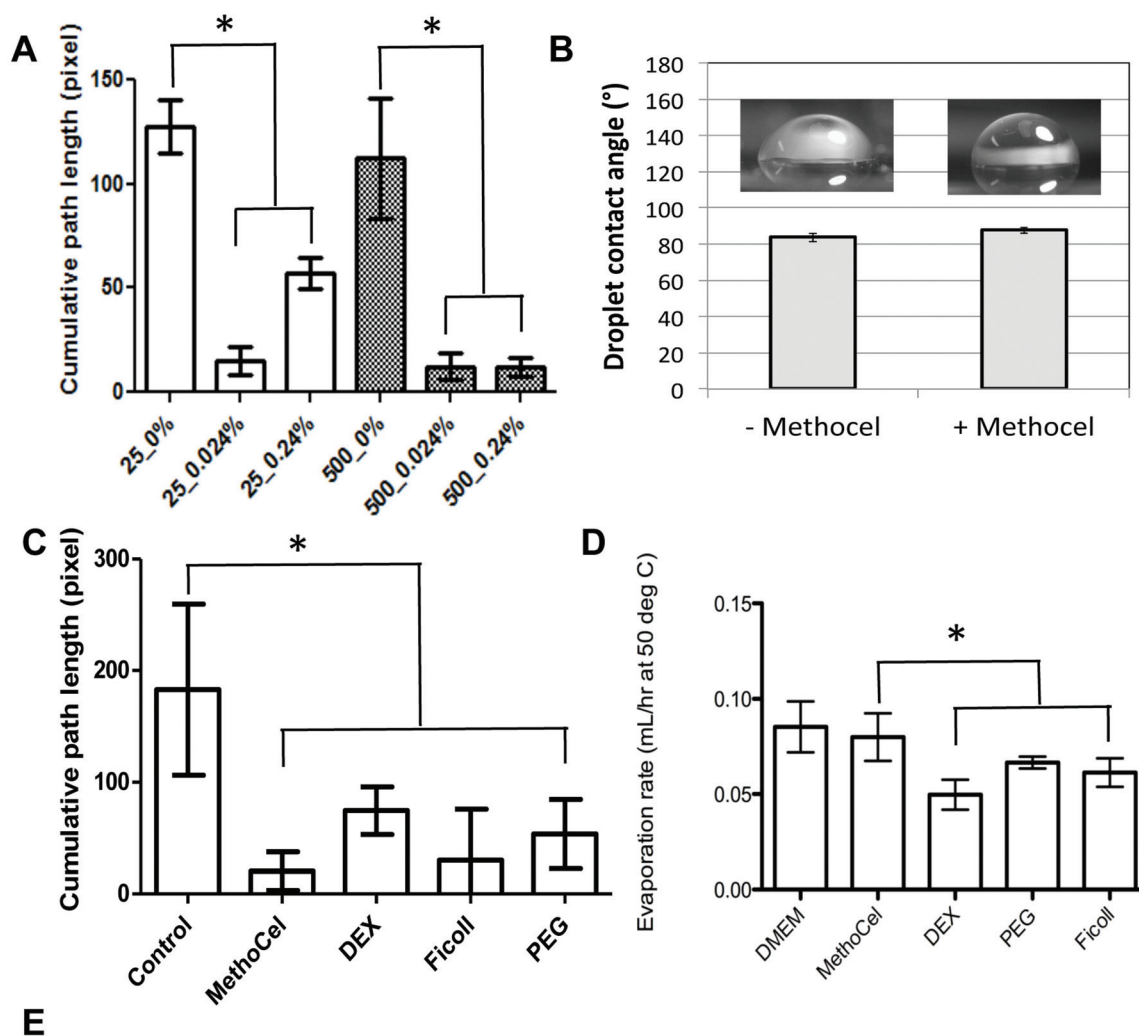 A
*
*
Cumulative path length (pixel)
150
100
50
0
25_0%
25_0.024%
25_0.24%
500_0%
500_0.024%
500_0.24%
B
Droplet contact angle (°)
180
160
140
120
100
80
60
40
20
0
- Methocel
+ Methocel
C
*
Cumulative path length (pixel)
300
200
100
0
Control
MethoCel
DEX
Ficoll
PEG
D
*
Evaporation rate (mL/hr at 50 deg C)
0.15
0.10
0.05
0.00
DMEM
MethoCel
DEX
PEG
Ficoll
E